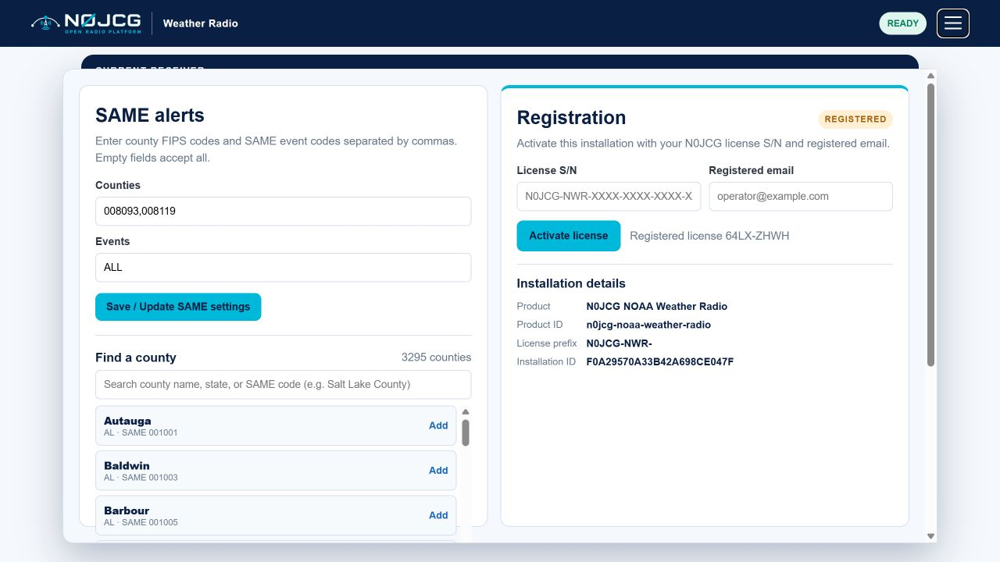 NØJCG
OPEN RADIO PLATFORM
Weather Radio
READY
CURRENT RECEIVER
SAME alerts
Enter county FIPS codes and SAME event codes separated by commas.
Empty fields accept all.
Counties
008093,008119
Events
ALL
Save / Update SAME settings
Find a county
3295 counties
Search county name, state, or SAME code (e.g. Salt Lake County)
Autauga
AL · SAME 001001
Add
Baldwin
AL · SAME 001003
Add
Barbour
AL · SAME 001005
Add
Registration
REGISTERED
Activate this installation with your N0JCG license S/N and registered email.
License S/N
Registered email
N0JCG-NWR-XXXX-XXXX-XXXX-X
operator@example.com
Activate license
Registered license 64LX-ZHWH
Installation details
Product
N0JCG NOAA Weather Radio
Product ID
n0jcg-noaa-weather-radio
License prefix
N0JCG-NWR-
Installation ID
F0A29570A33B42A698CE047F